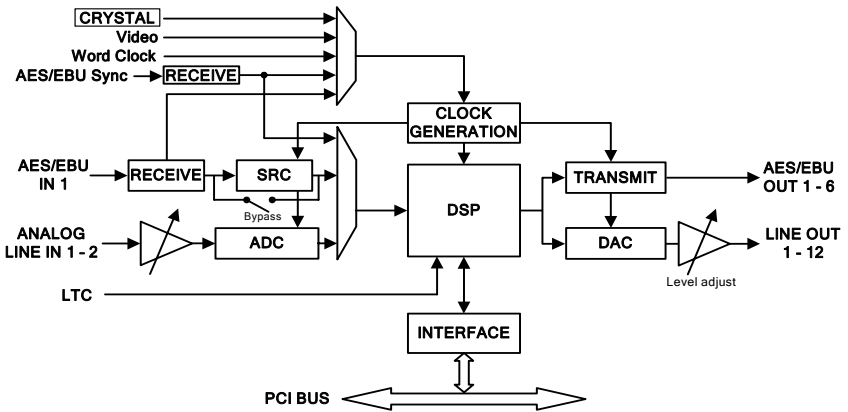 CRYSTAL
Video
Word Clock
AES/EBU Sync
RECEIVE
CLOCK
GENERATION
AES/EBU
IN 1
RECEIVE
SRC
Bypass
DSP
TRANSMIT
AES/EBU
OUT 1 - 6
ANALOG
LINE IN 1 - 2
ADC
DAC
LINE OUT
1 - 12
Level adjust
LTC
INTERFACE
PCI BUS